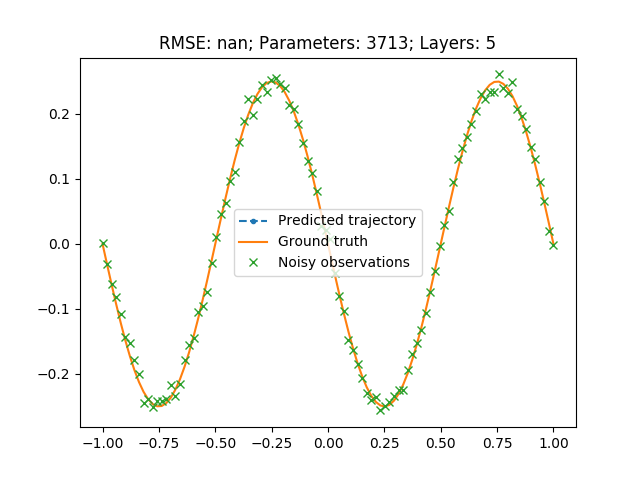 RMSE: nan; Parameters: 3713; Layers: 5
0.2
0.1
0.0
−0.1
−0.2
Predicted trajectory
Ground truth
Noisy observations
−1.00 −0.75 −0.50 −0.25 0.00 0.25 0.50 0.75 1.00